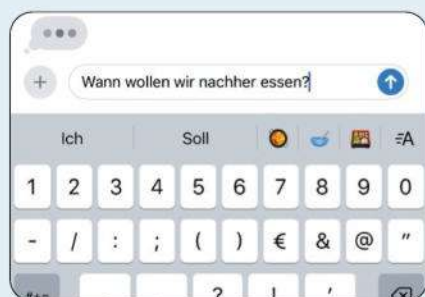 Wann wollen wir nachher essen?
Ich Soll
1 2 3 4 5 6 7 8 9 0
- / : ; ( ) € & @ "
#+= . , ? ! '